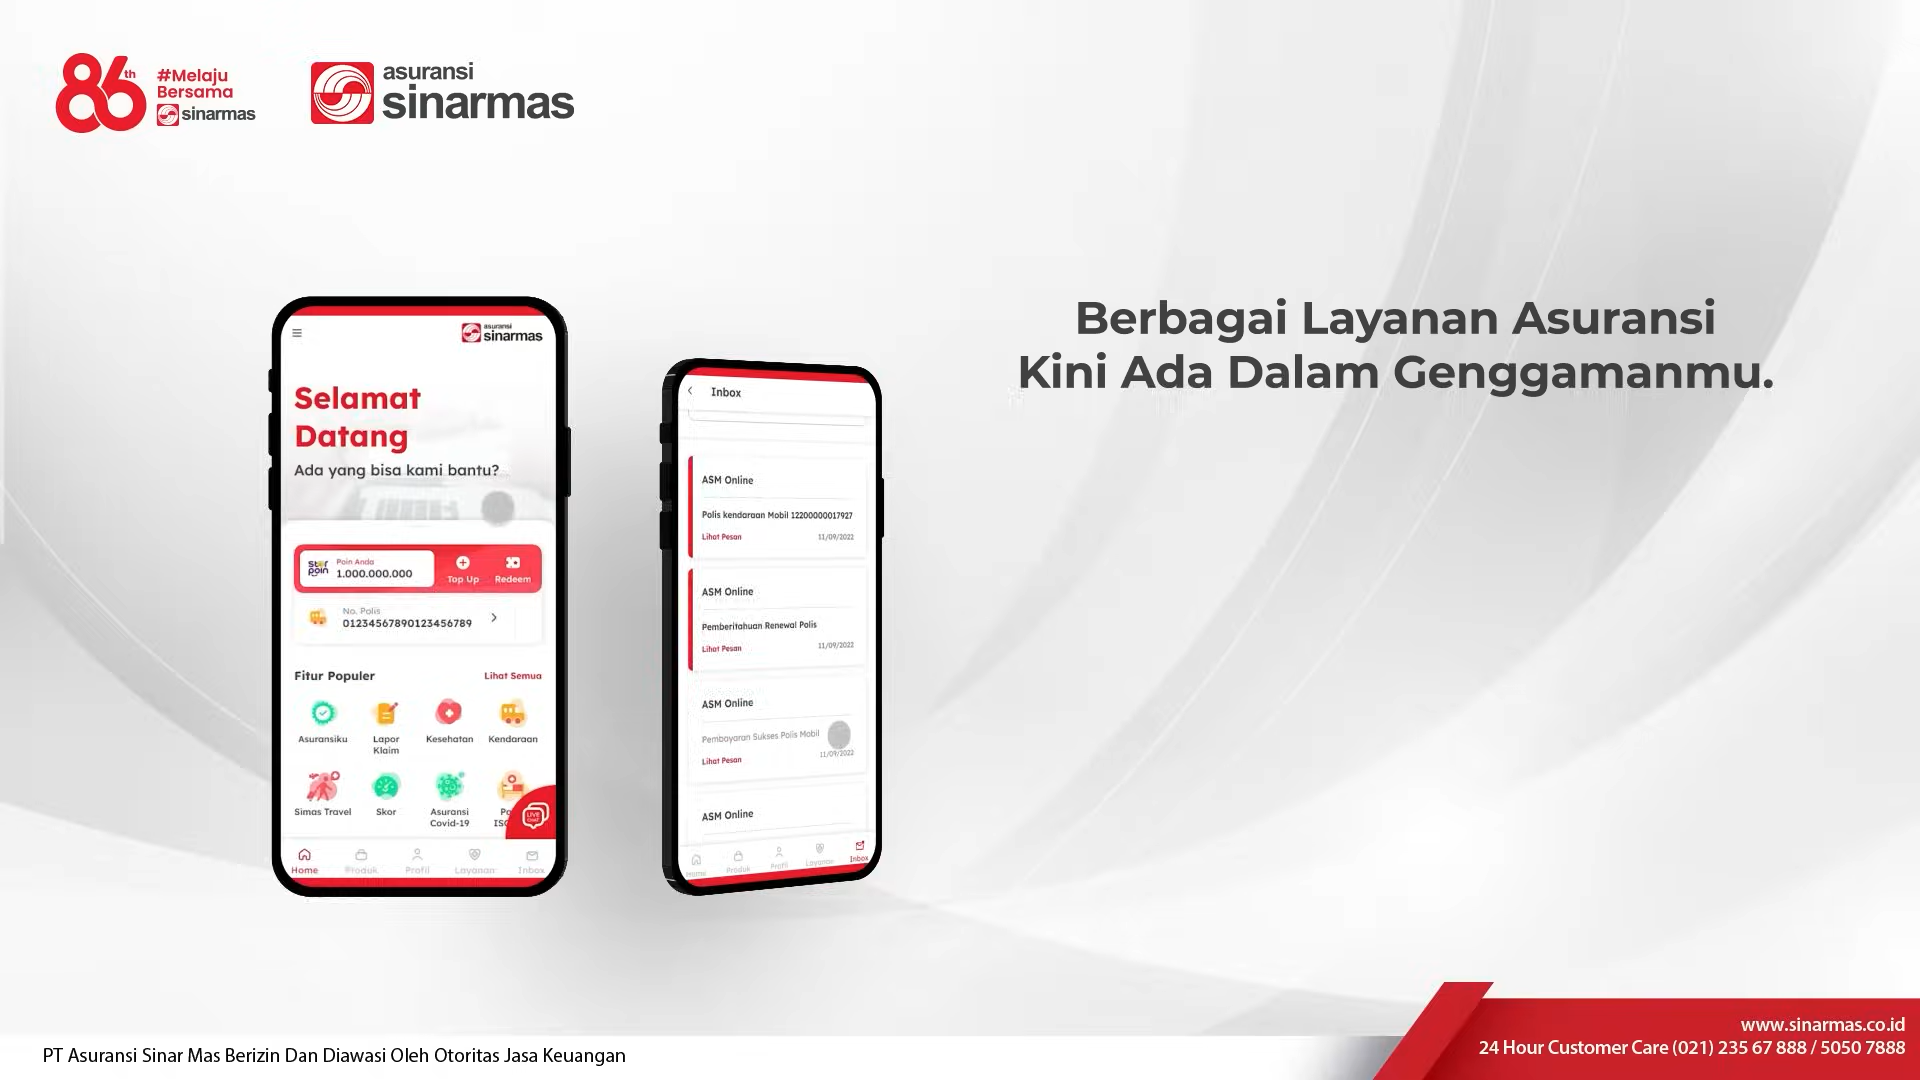 86th
#Melaju
Bersama
sinarmas
asuransi
sinarmas
asuransi
sinarmas
Selamat
Datang
Ada yang bisa kami bantu?
star
poin
Poin Anda
1.000.000.000
Top Up
Redeem
No. Polis
01234567890123456789
Fitur Populer
Lihat Semua
Asuransiku
Lapor
Klaim
Kesehatan
Kendaraan
Simas Travel
Skor
Asuransi
Covid-19
LIVE
CHAT
Home
Produk
Profil
Layanan
Inbox
Inbox
ASM Online
Polis kendaraan Mobil 12200000017927
Lihat Pesan
11/09/2022
ASM Online
Pemberitahuan Renewal Polis
Lihat Pesan
11/09/2022
ASM Online
Pembayaran Sukses Polis Mobil
Lihat Pesan
11/09/2022
ASM Online
Home
Produk
Profil
Layanan
Inbox
Berbagai Layanan Asuransi
Kini Ada Dalam Genggamanmu.
PT Asuransi Sinar Mas Berizin Dan Diawasi Oleh Otoritas Jasa Keuangan
www.sinarmas.co.id
24 Hour Customer Care (021) 235 67 888 / 5050 7888